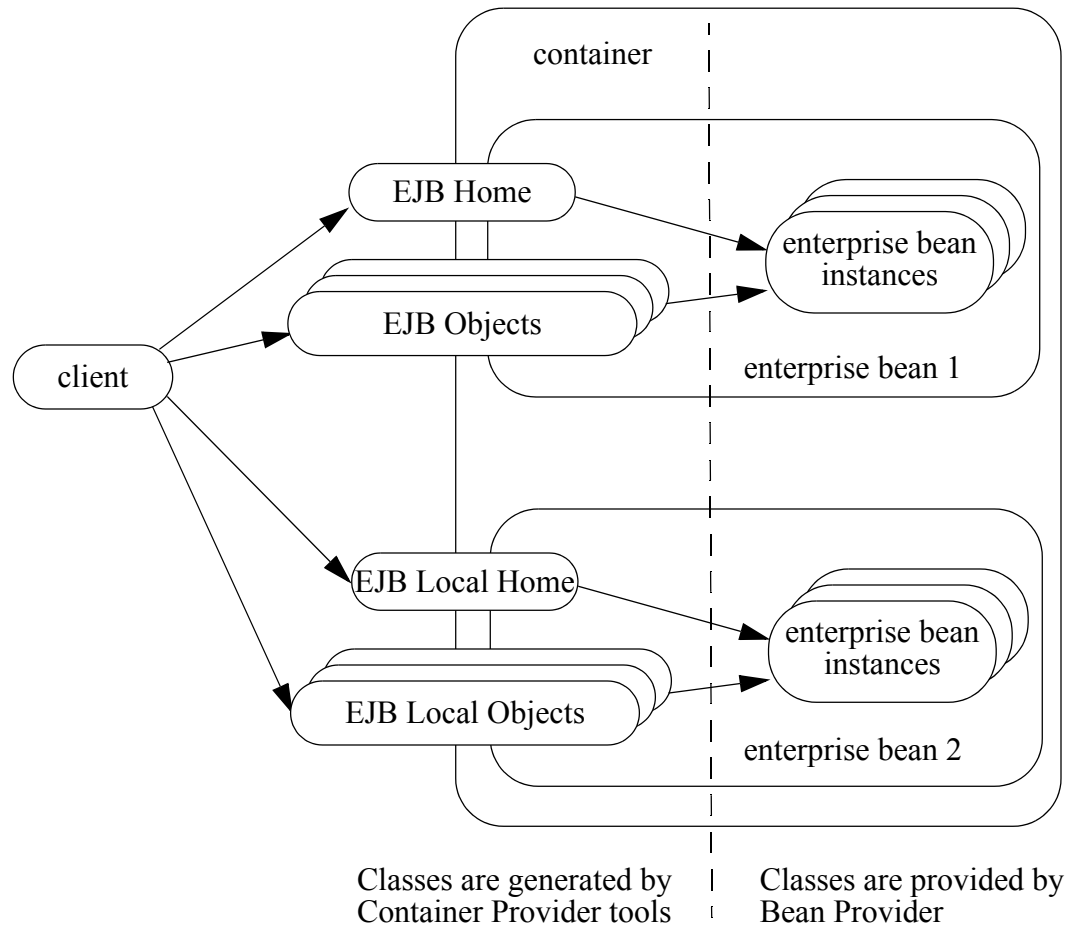 container
EJB Home
enterprise bean
instances
EJB Objects
enterprise bean 1
client
EJB Local Home
enterprise bean
instances
EJB Local Objects
enterprise bean 2
Classes are generated by
Container Provider tools
Classes are provided by
Bean Provider